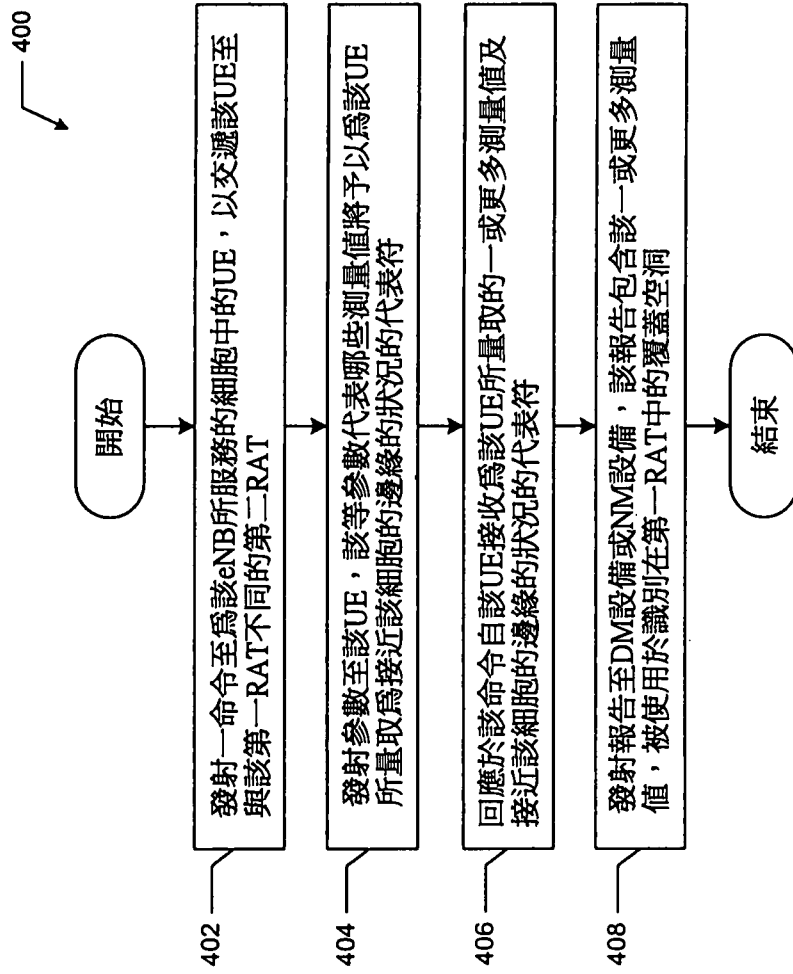 400
開始
402
發射一命令至為該eNB所服務的細胞中的UE，以交遞該UE至
與該第一RAT不同的第二RAT
404
發射參數至該UE，該等參數代表哪些測量值將予以為該UE
所量取為接近該細胞的邊緣的狀況的代表符
406
回應於該命令自該UE接收為該UE所量取的一或更多測量值及
接近該細胞的邊緣的狀況的代表符
408
發射報告至DM設備或NM設備，該報告包含該一或更多測量
值，被使用於識別在第一RAT中的覆蓋空洞
結束